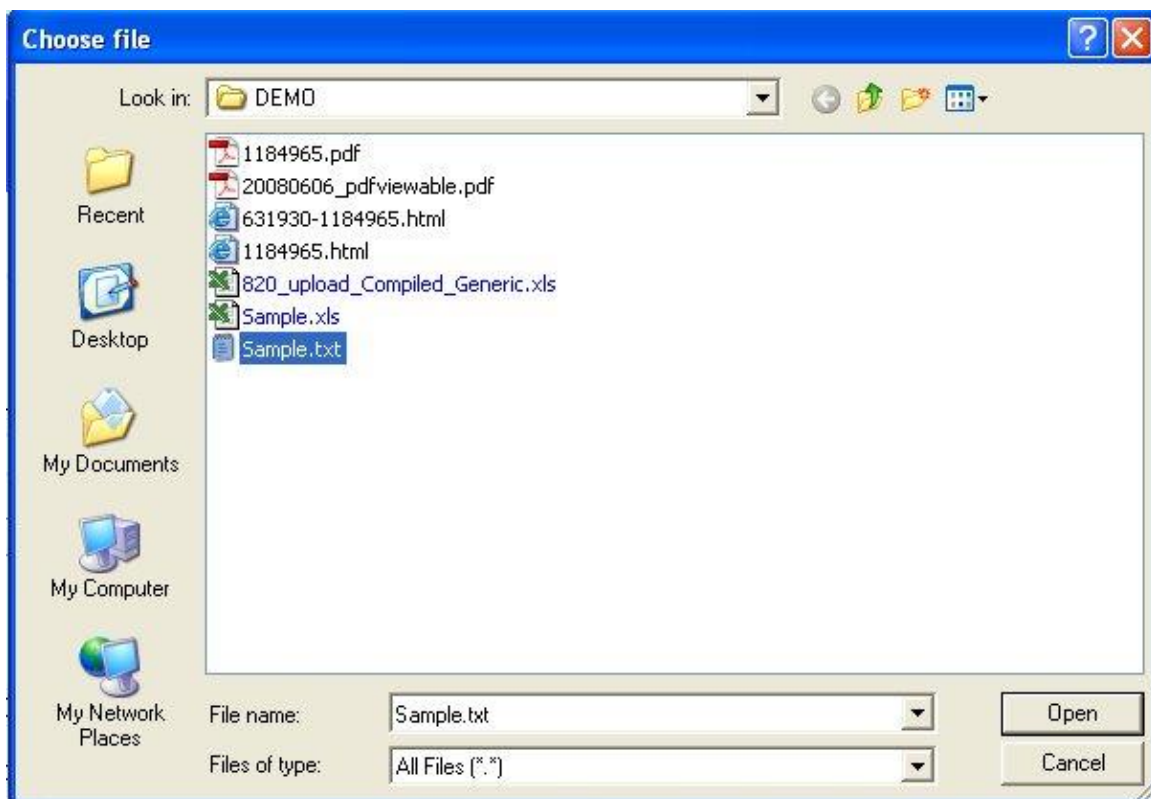 Choose file
Look in:
DEMO
Recent
Desktop
My Documents
My Computer
My Network
Places
1184965.pdf
20080606_pdfviewable.pdf
631930-1184965.html
1184965.html
820_upload_Compiled_Generic.xls
Sample.xls
Sample.txt
File name:
Sample.txt
Open
Files of type:
All Files (*.*)
Cancel